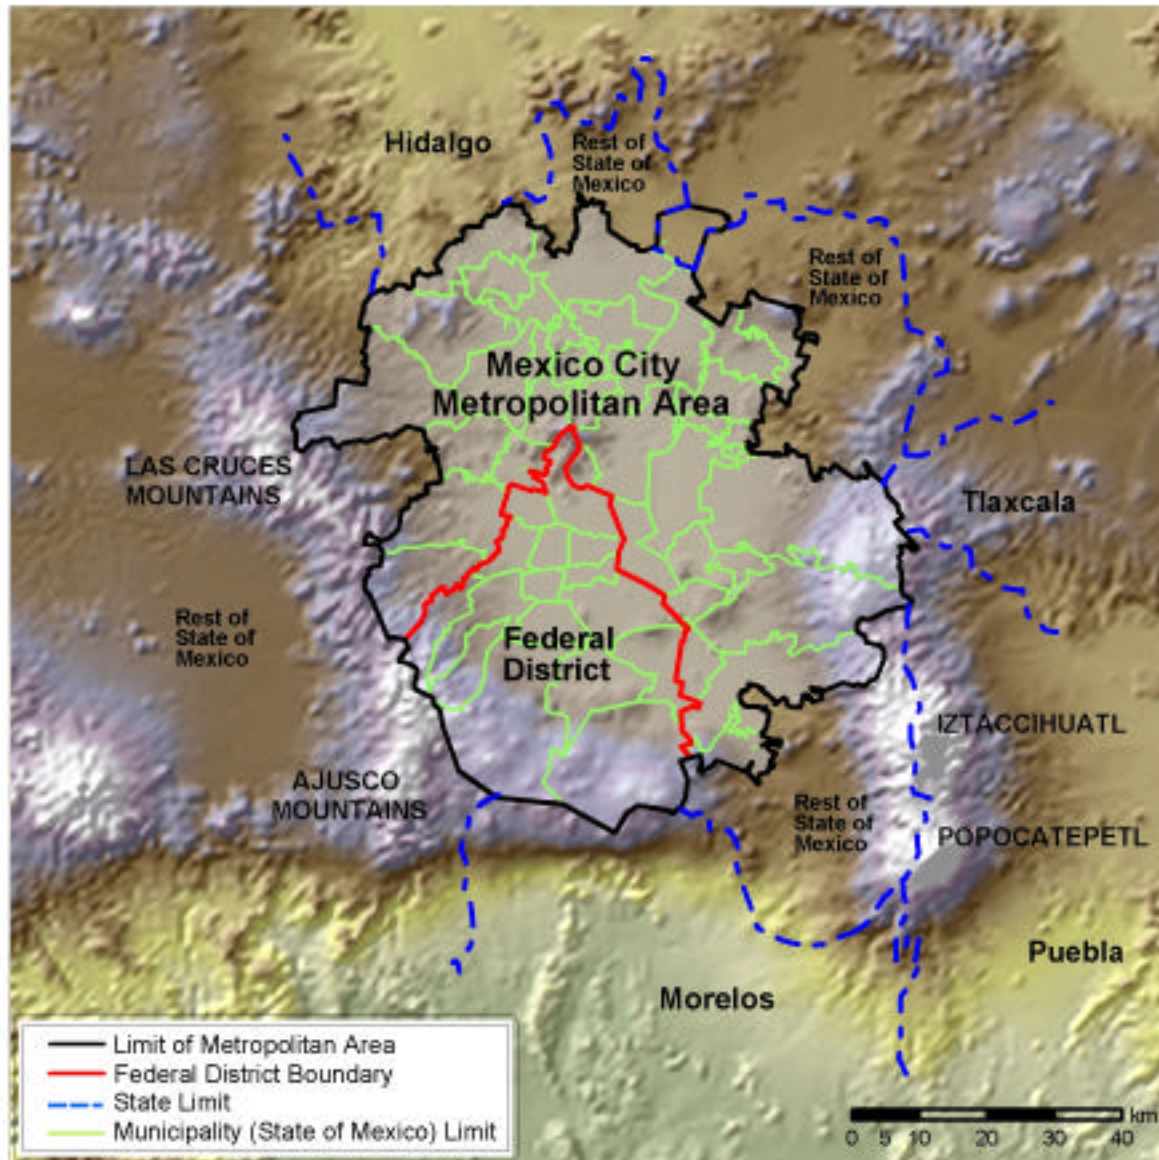 Hidalgo
Rest of
State of
Mexico
Rest of
State of
Mexico
Mexico City
Metropolitan Area
LAS CRUCES
MOUNTAINS
Tlaxcala
Rest of
State of
Mexico
Federal
District
IZTACCIHUATL
AJUSCO
MOUNTAINS
Rest of
State of
Mexico
POPOCATEPETL
Puebla
Morelos
Limit of Metropolitan Area
Federal District Boundary
State Limit
Municipality (State of Mexico) Limit
km
0 5 10 20 30 40